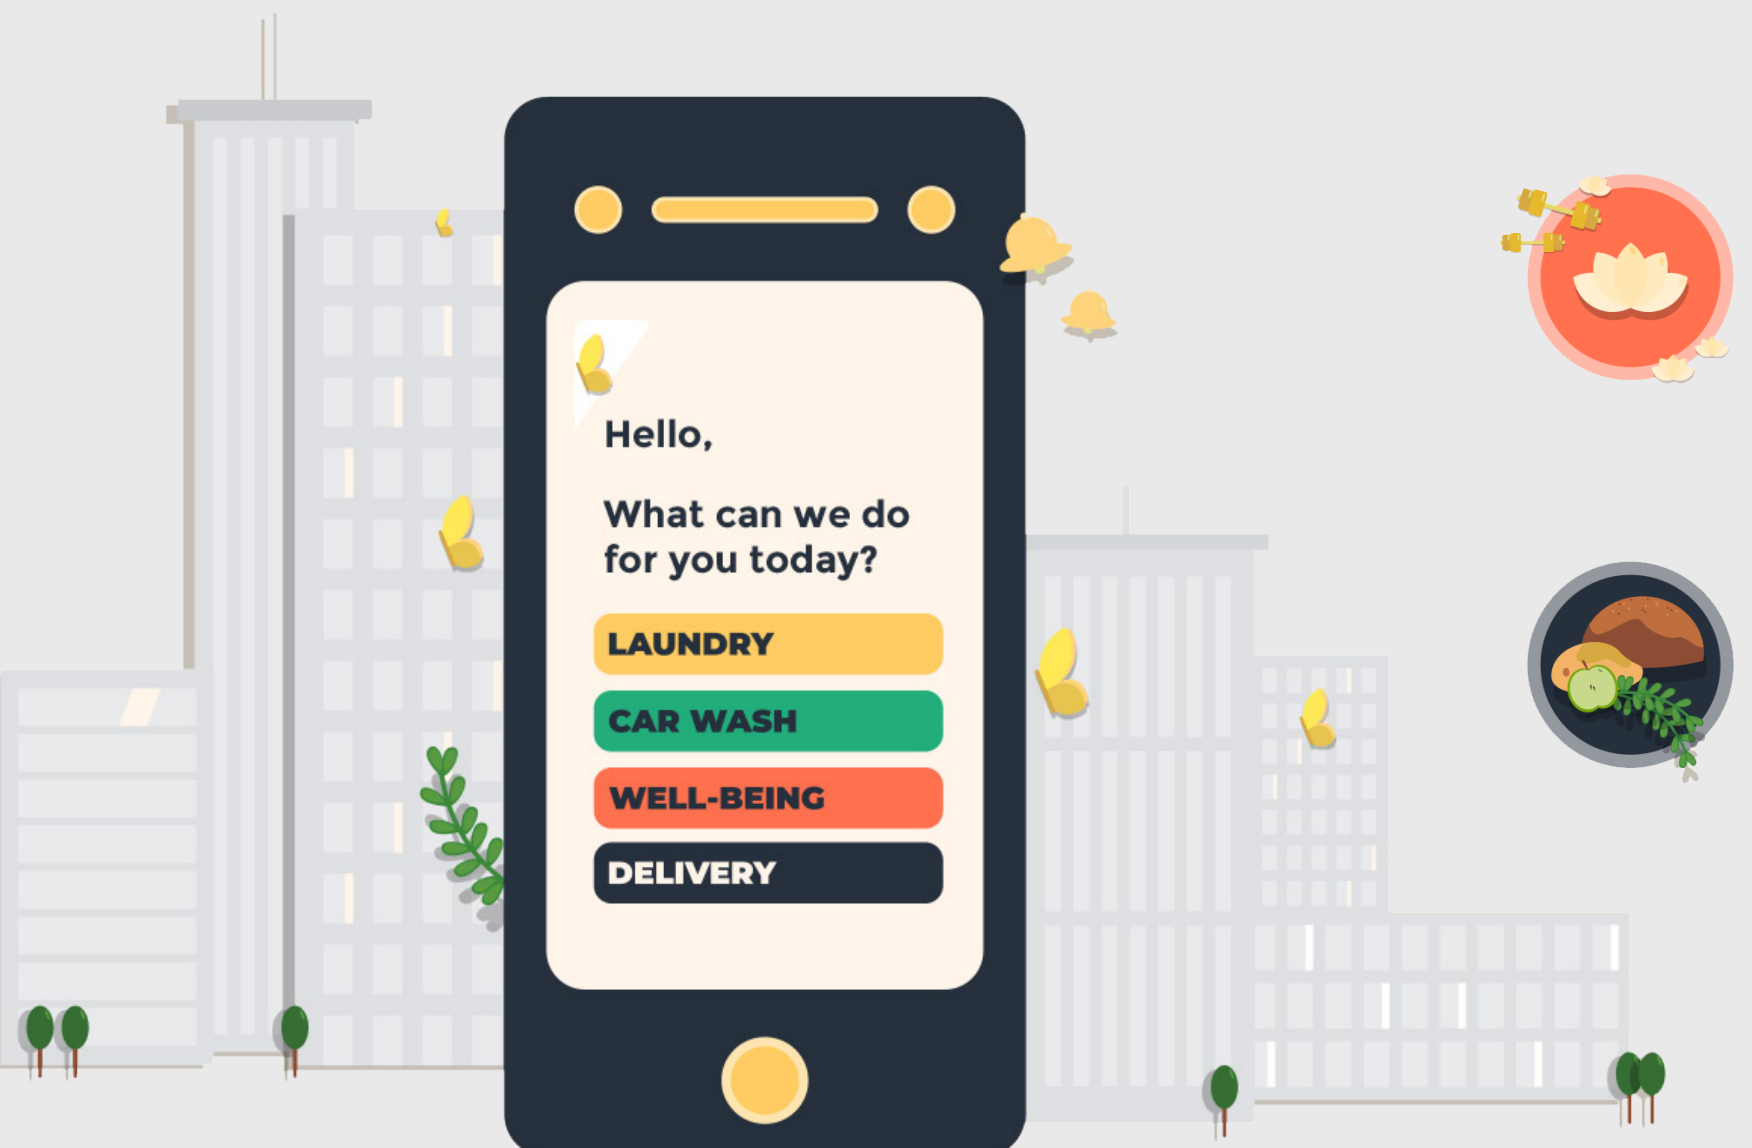 Hello,
What can we do
for you today?
LAUNDRY
CAR WASH
WELL-BEING
DELIVERY